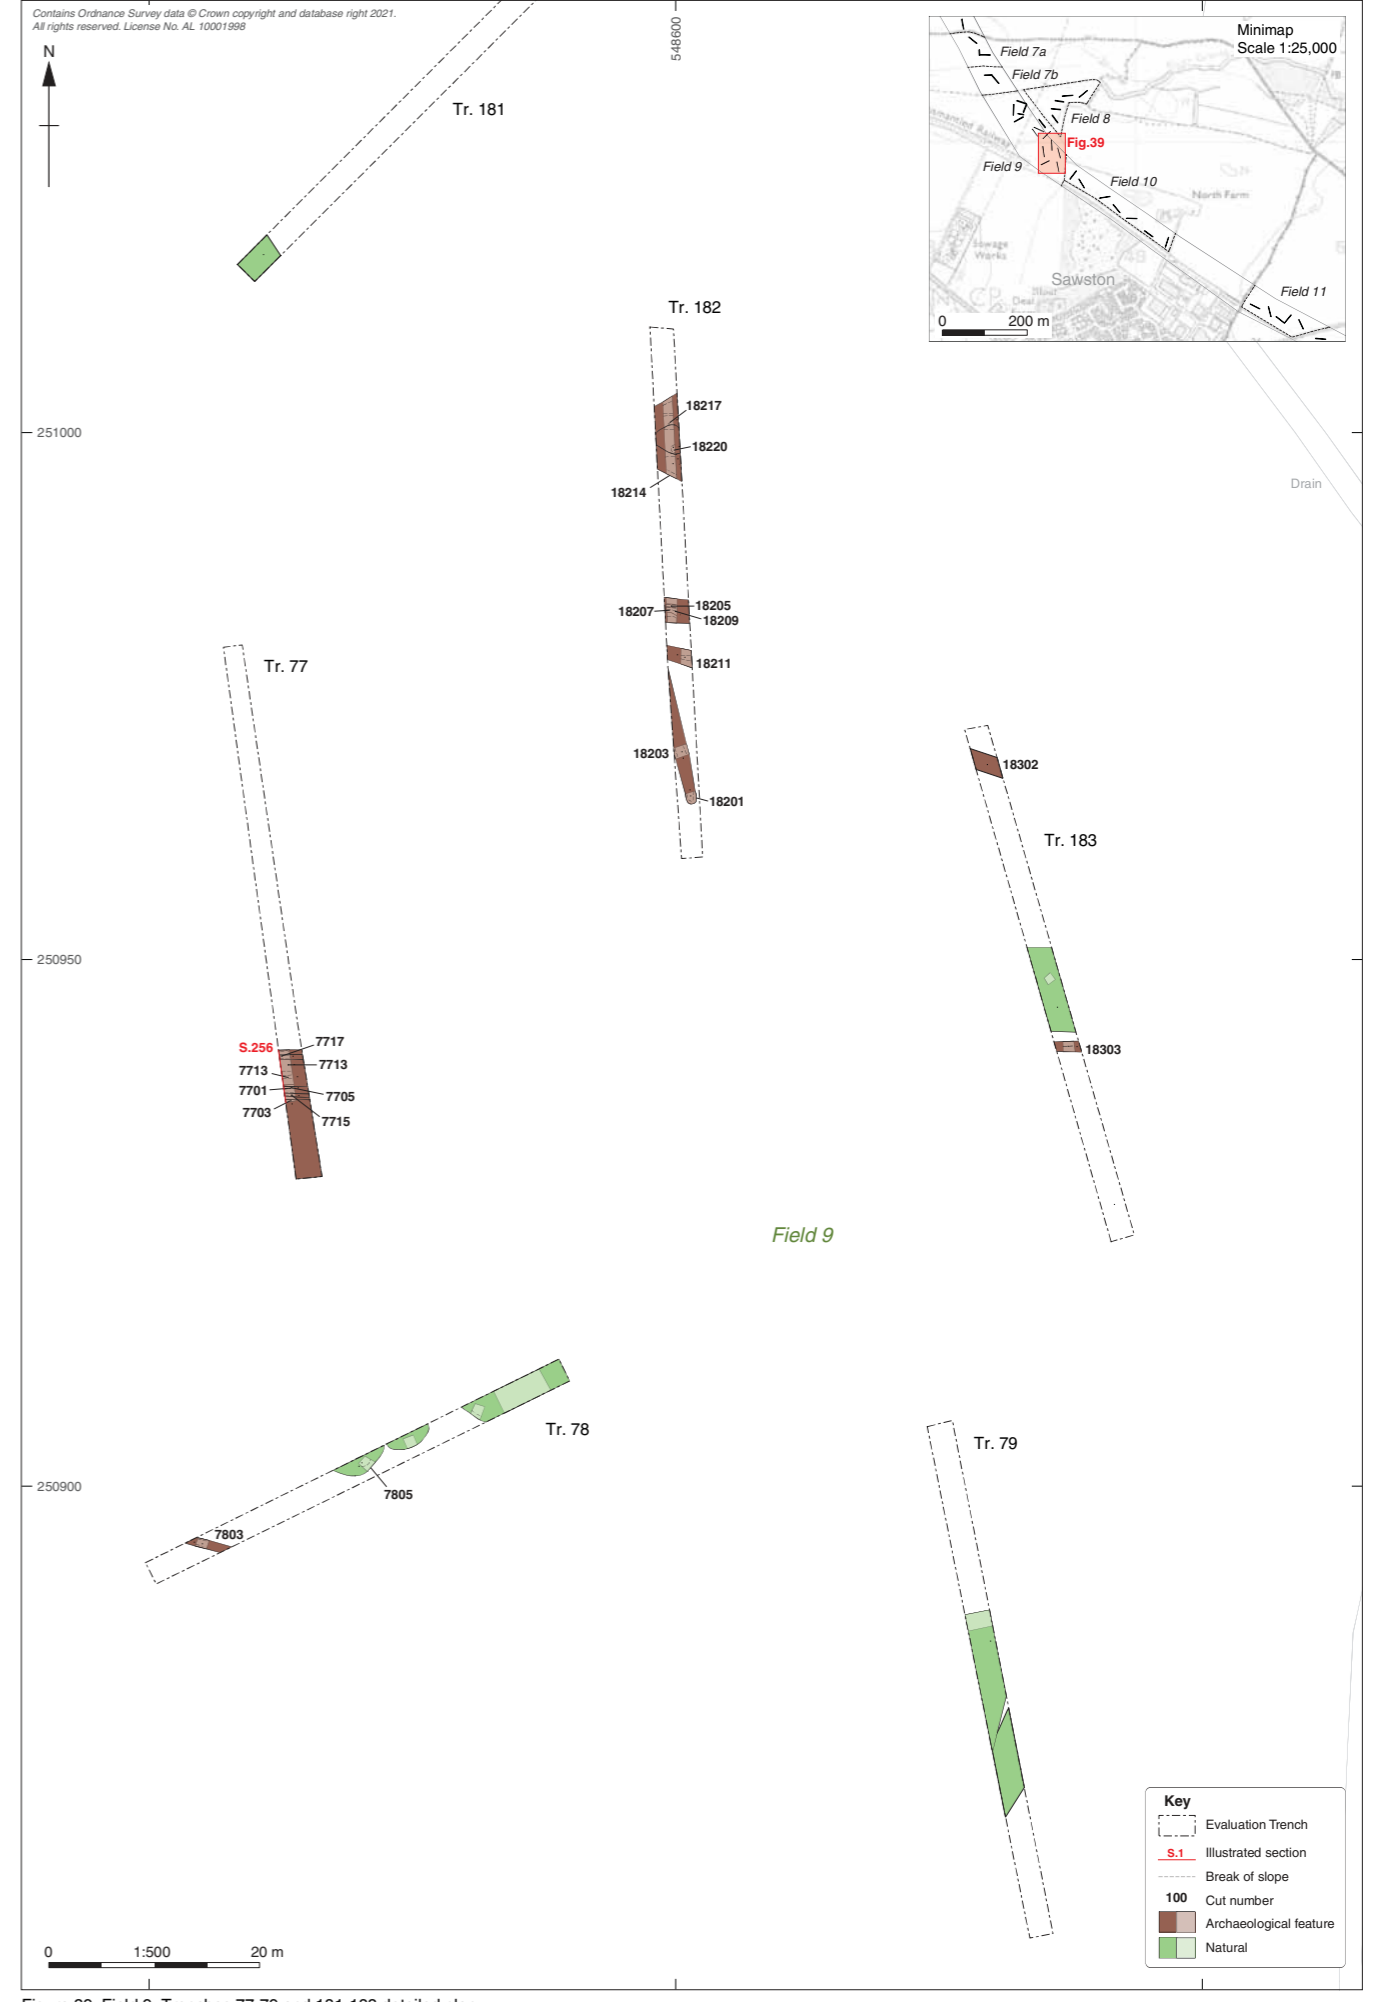 Contains Ordnance Survey data © Crown copyright and database right 2021.
All rights reserved. License No. AL 10001998
N
548600
Tr. 181
Minimap
Scale 1:25,000
Field 7a
Field 7b
Field 8
Fig.39
Field 9
Field 10
North Farm
Sewage
Works
Sawston
Field 11
0 200 m
Tr. 182
18217
251000
18220
18214
Drain
18205
18207
18209
18211
Tr. 77
18203
18201
18302
Tr. 183
250950
S.256
7717
7713
7713
7701
7705
7703
7715
18303
Field 9
Tr. 78
Tr. 79
250900
7805
7803
Key
Evaluation Trench
S.1 Illustrated section
Break of slope
100 Cut number
Archaeological feature
Natural
0 1:500 20 m